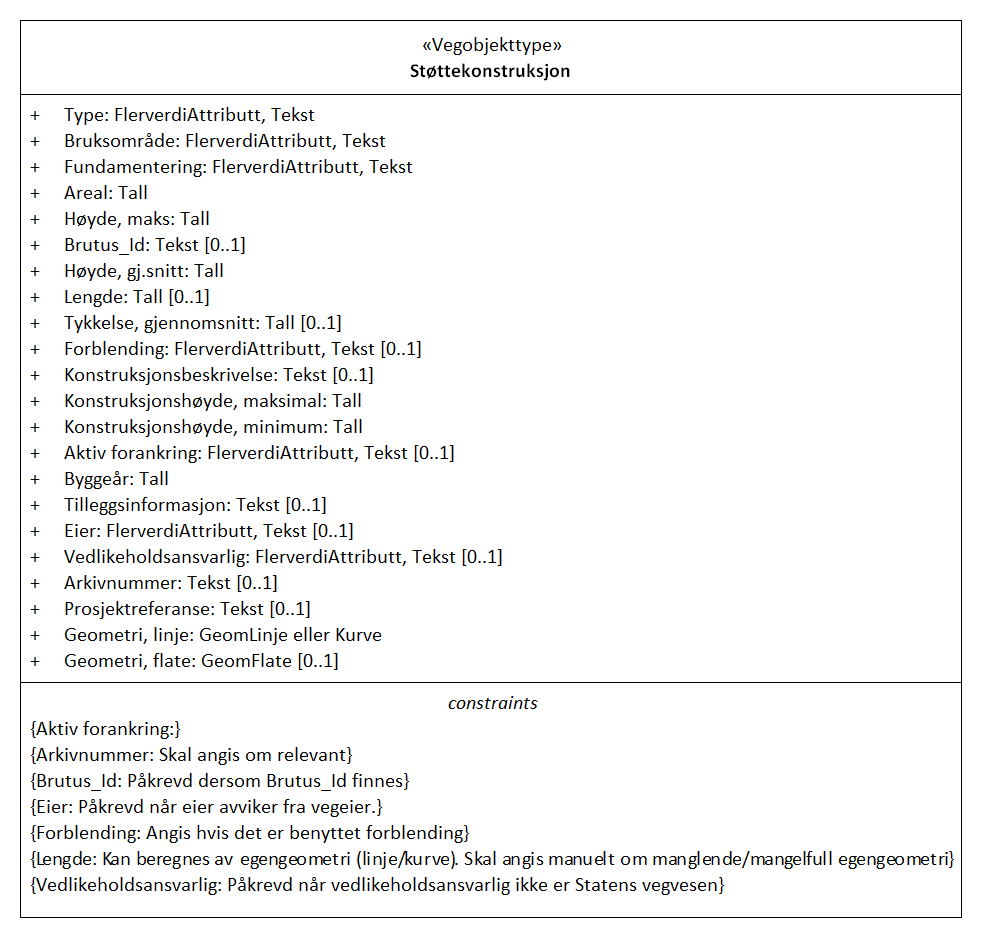 «Vegobjekttype»
Støttekonstruksjon
+ Type: FlerverdiAttributt, Tekst
+ Bruksområde: FlerverdiAttributt, Tekst
+ Fundamentering: FlerverdiAttributt, Tekst
+ Areal: Tall
+ Høyde, maks: Tall
+ Brutus_Id: Tekst [0..1]
+ Høyde, gj.snitt: Tall
+ Lengde: Tall [0..1]
+ Tykkelse, gjennomsnitt: Tall [0..1]
+ Forblending: FlerverdiAttributt, Tekst [0..1]
+ Konstruksjonsbeskrivelse: Tekst [0..1]
+ Konstruksjonshøyde, maksimal: Tall
+ Konstruksjonshøyde, minimum: Tall
+ Aktiv forankring: FlerverdiAttributt, Tekst [0..1]
+ Byggeår: Tall
+ Tilleggsinformasjon: Tekst [0..1]
+ Eier: FlerverdiAttributt, Tekst [0..1]
+ Vedlikeholdsansvarlig: FlerverdiAttributt, Tekst [0..1]
+ Arkivnummer: Tekst [0..1]
+ Prosjektreferanse: Tekst [0..1]
+ Geometri, linje: GeomLinje eller Kurve
+ Geometri, flate: GeomFlate [0..1]
constraints
{Aktiv forankring:}
{Arkivnummer: Skal angis om relevant}
{Brutus_Id: Påkrevd dersom Brutus_Id finnes}
{Eier: Påkrevd når eier avviker fra vegeier.}
{Forblending: Angis hvis det er benyttet forblending}
{Lengde: Kan beregnes av egengeometri (linje/kurve). Skal angis manuelt om manglende/mangelfull egengeometri}
{Vedlikeholdsansvarlig: Påkrevd når vedlikeholdsansvarlig ikke er Statens vegvesen}